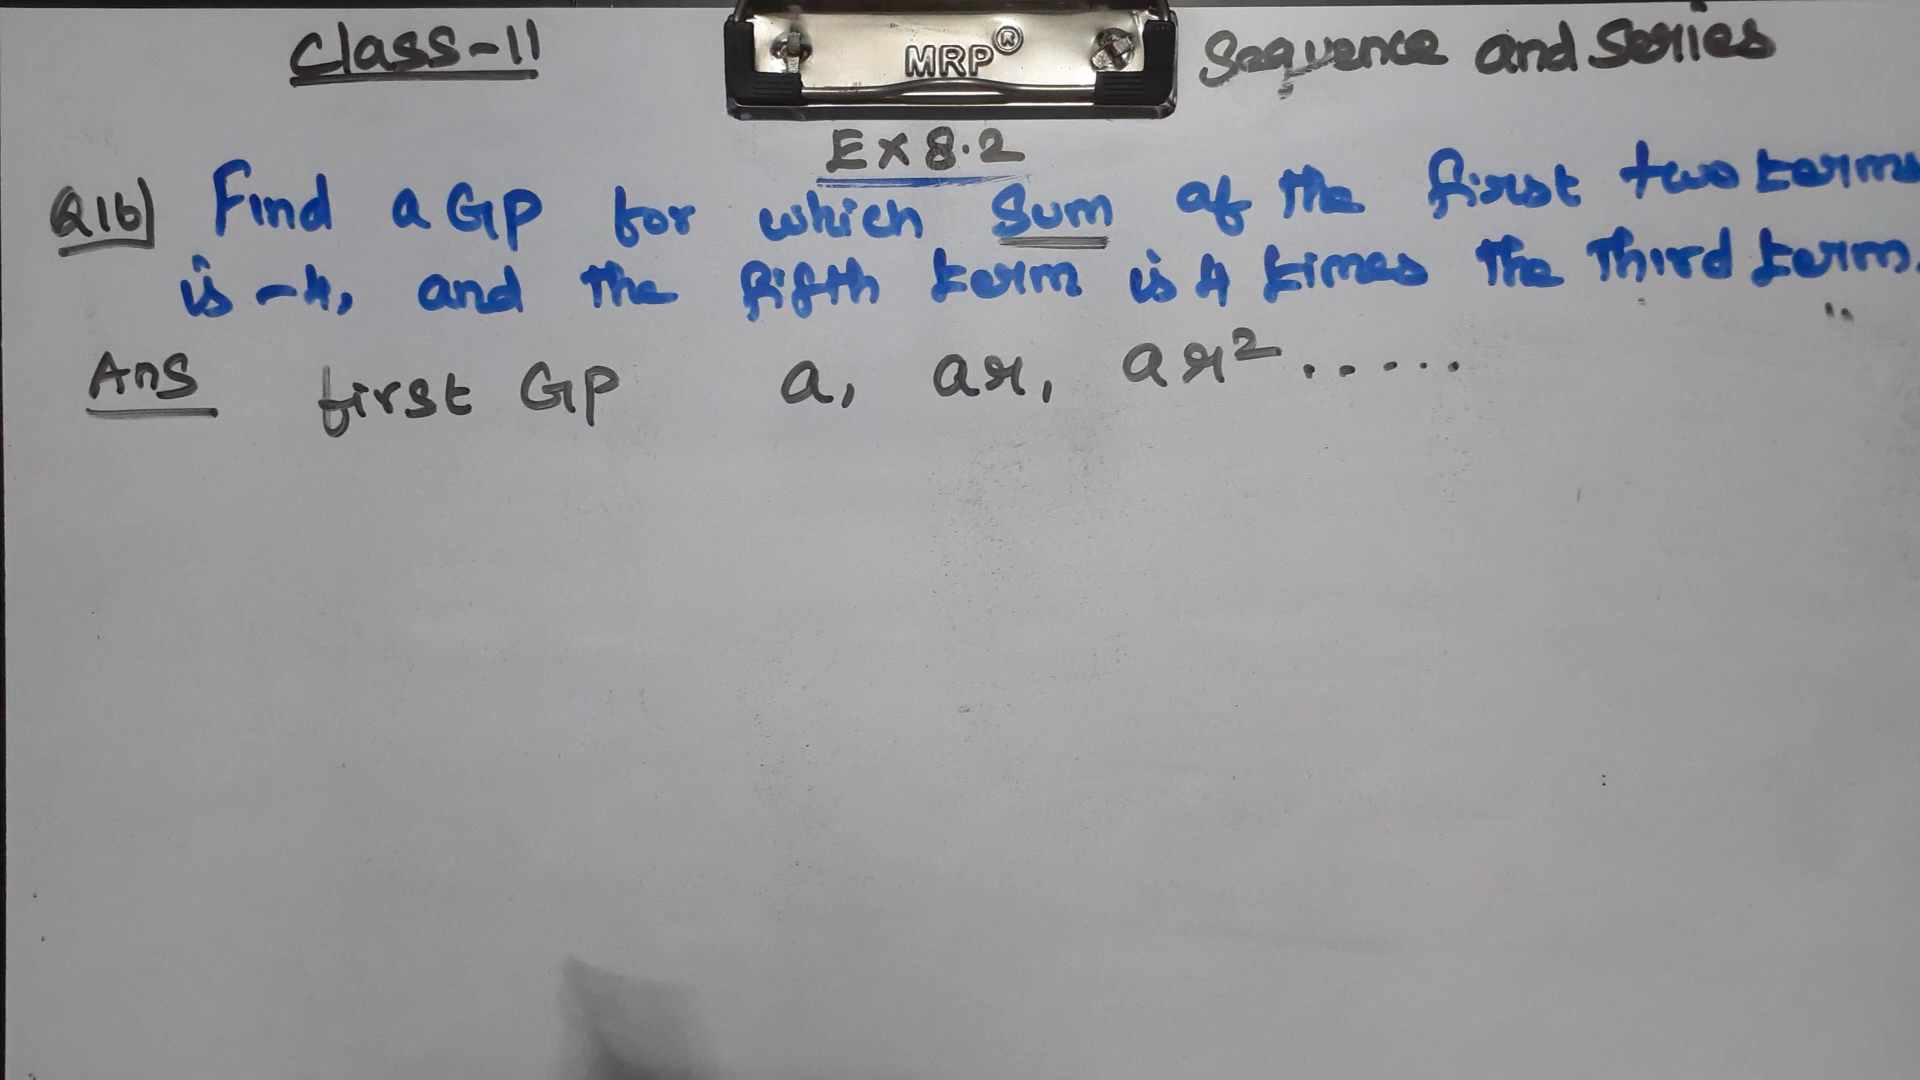 Class-11
MRP®
Sequence and Series
Ex 8.2
Q16) Find a GP for which Sum of the first two terms
is -4, and the fifth term is 4 times the Third term.
Ans first GP a, ar, ar² .....